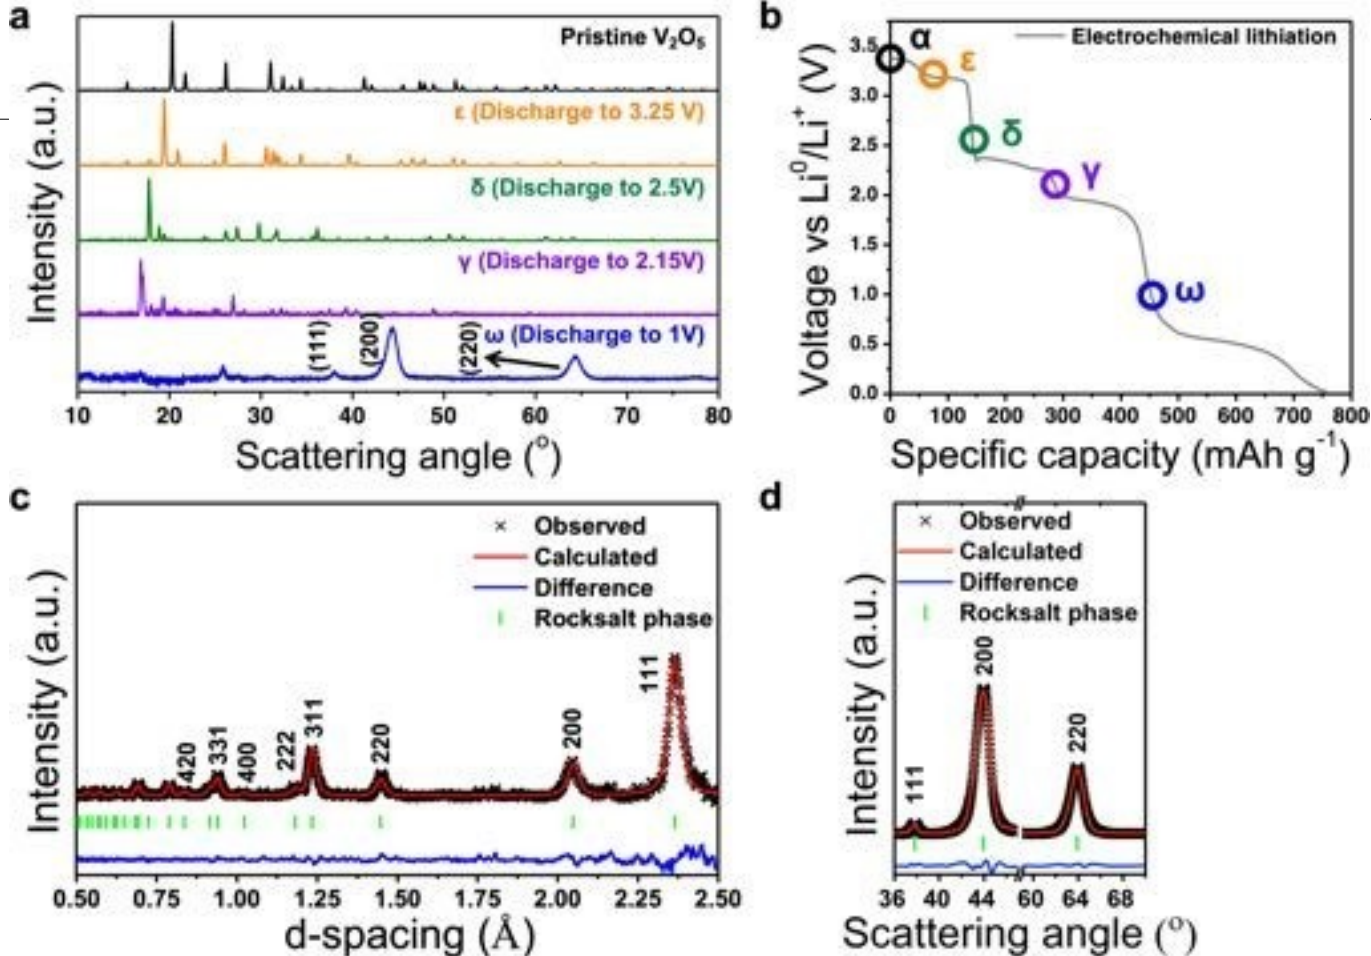 a
Pristine V₂O₅
ε (Discharge to 3.25 V)
δ (Discharge to 2.5V)
γ (Discharge to 2.15V)
ω (Discharge to 1V)
(111)
(200)
(220)
Intensity (a.u.)
10 20 30 40 50 60 70 80
Scattering angle (°)
b
Electrochemical lithiation
α
ε
δ
γ
ω
Voltage vs Li⁰/Li⁺ (V)
3.5
3.0
2.5
2.0
1.5
1.0
0.5
0.0
0 100 200 300 400 500 600 700 800
Specific capacity (mAh g⁻¹)
c
Observed
Calculated
Difference
Rocksalt phase
420
331
400
222
311
220
200
111
Intensity (a.u.)
0.50 0.75 1.00 1.25 1.50 1.75 2.00 2.25 2.50
d-spacing (Å)
d
Observed
Calculated
Difference
Rocksalt phase
111
200
220
Intensity (a.u.)
36 40 44 60 64 68
Scattering angle (°)